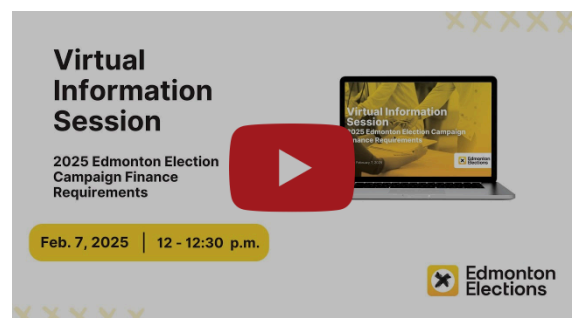 Virtual
Information
Session
2025 Edmonton Election
Campaign Finance
Requirements
Feb. 7, 2025 | 12 - 12:30 p.m.
Virtual Information
Session
2025 Edmonton Election Campaign
Finance Requirements
Edmonton
Elections
Edmonton
Elections